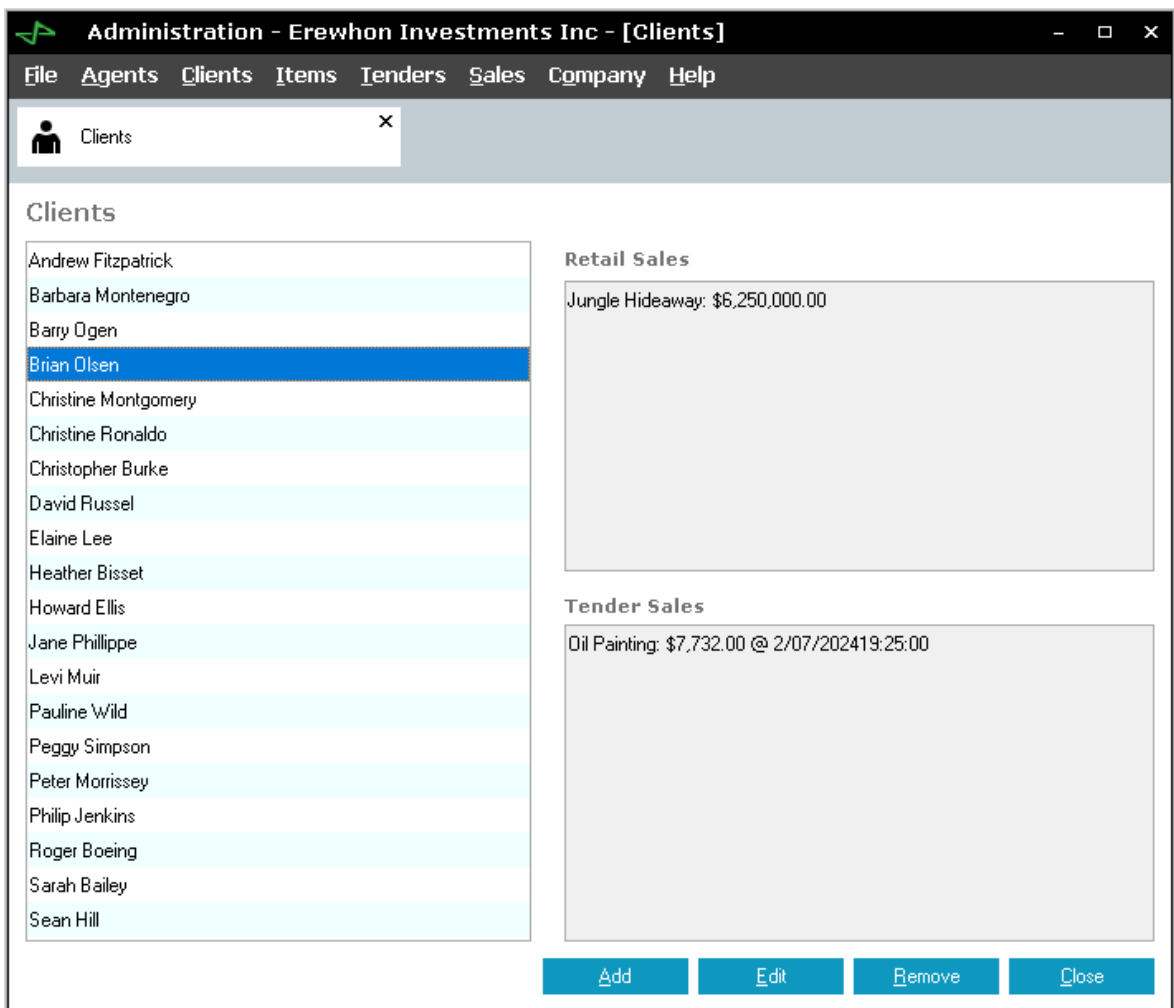 Administration - Erewhon Investments Inc - [Clients]
File Agents Clients Items Tenders Sales Company Help
Clients
Clients
Andrew Fitzpatrick
Barbara Montenegro
Barry Ogen
Brian Olsen
Christine Montgomery
Christine Ronaldo
Christopher Burke
David Russel
Elaine Lee
Heather Bisset
Howard Ellis
Jane Phillippe
Levi Muir
Pauline Wild
Peggy Simpson
Peter Morrissey
Philip Jenkins
Roger Boeing
Sarah Bailey
Sean Hill
Retail Sales
Jungle Hideaway: $6,250,000.00
Tender Sales
Oil Painting: $7,732.00 @ 2/07/202419:25:00
Add Edit Remove Close